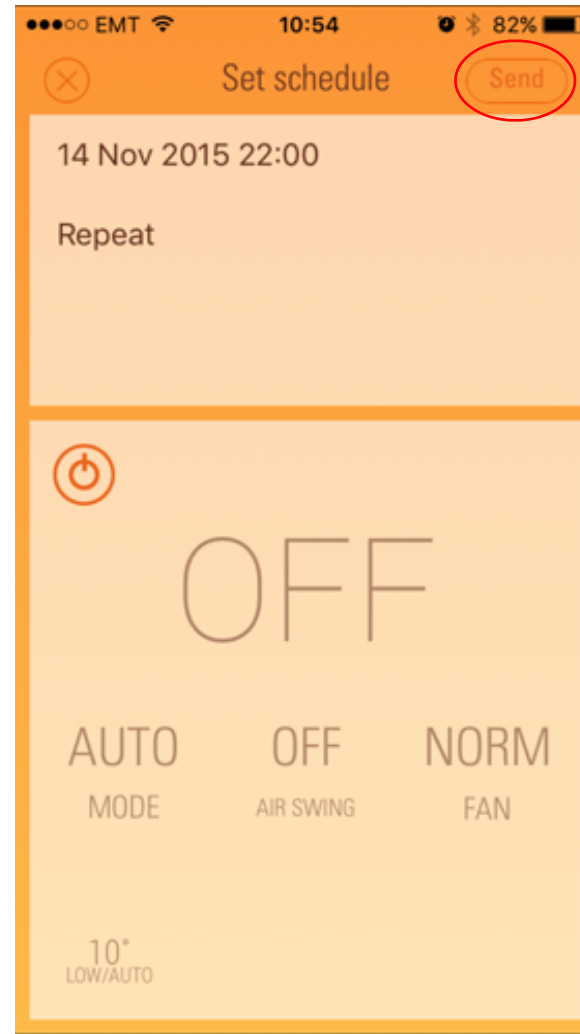 EMT 10:54 82%
Set schedule Send
14 Nov 2015 22:00
Repeat
OFF
AUTO OFF NORM
MODE AIR SWING FAN
10°
LOW/AUTO